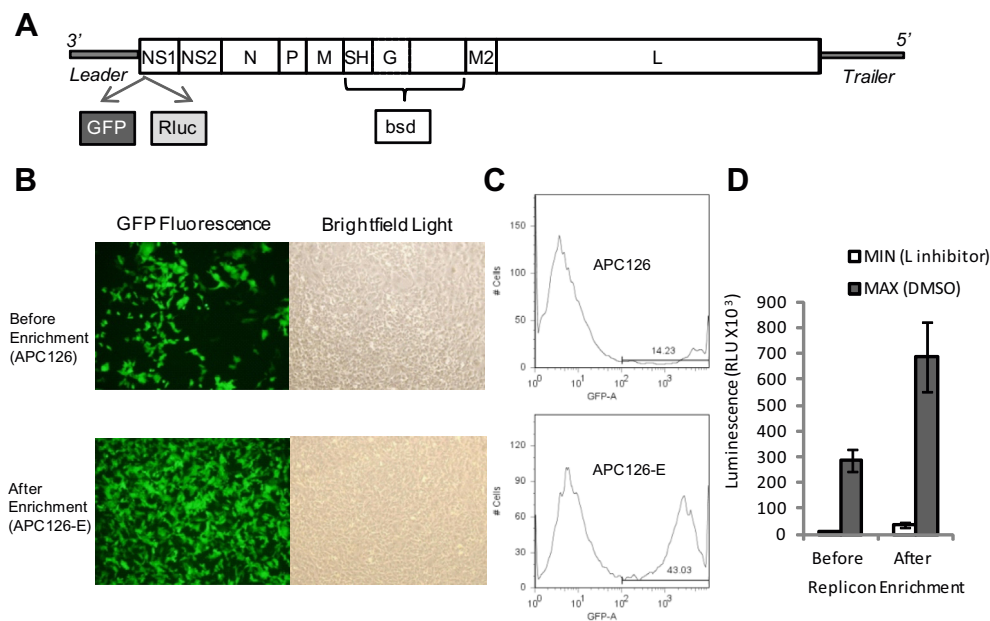 A
3’
5’
NS1 NS2 N P M SH G M2 L
Leader
Trailer
GFP Rluc bsd
B
GFP Fluorescence
Brightfield Light
Before
Enrichment
(APC126)
After
Enrichment
(APC126-E)
C
150
100
50
0
# Cells
APC126
14.23
10^0 10^1 10^2 10^3
GFP-A
120
90
60
30
0
# Cells
APC126-E
43.03
10^0 10^1 10^2 10^3
GFP-A
D
MIN (L inhibitor)
MAX (DMSO)
Luminescence (RLU X10³)
900
800
700
600
500
400
300
200
100
0
Before After
Replicon Enrichment